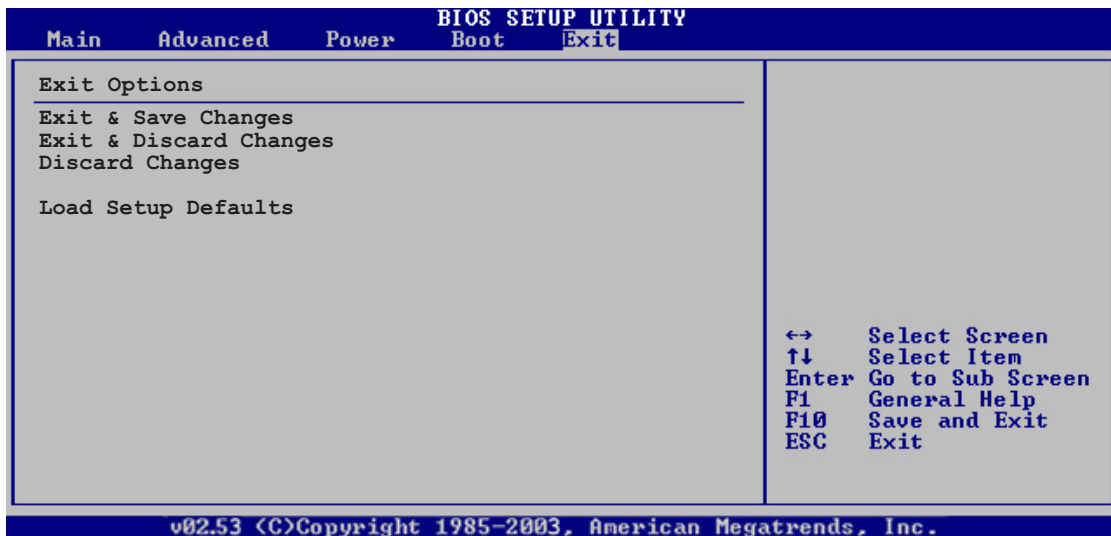 BIOS SETUP UTILITY
Main Advanced Power Boot Exit
Exit Options
Exit & Save Changes
Exit & Discard Changes
Discard Changes
Load Setup Defaults
←→ Select Screen
↑↓ Select Item
Enter Go to Sub Screen
F1 General Help
F10 Save and Exit
ESC Exit
v02.53 (C)Copyright 1985-2003, American Megatrends, Inc.